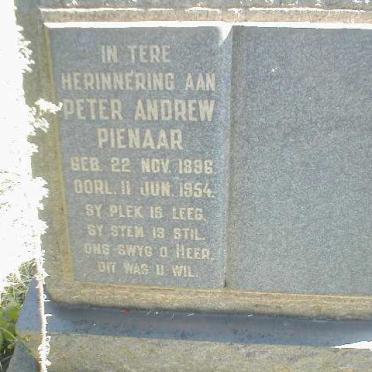 IN TERE
HERINNERING AAN
PETER ANDREW
PIENAAR
GEB. 22 NOV. 1896.
OORL. 11 JUN. 1954.
SY PLEK IS LEEG,
SY STEM IS STIL.
ONS SWYG O HEER,
DIT WAS U WIL.